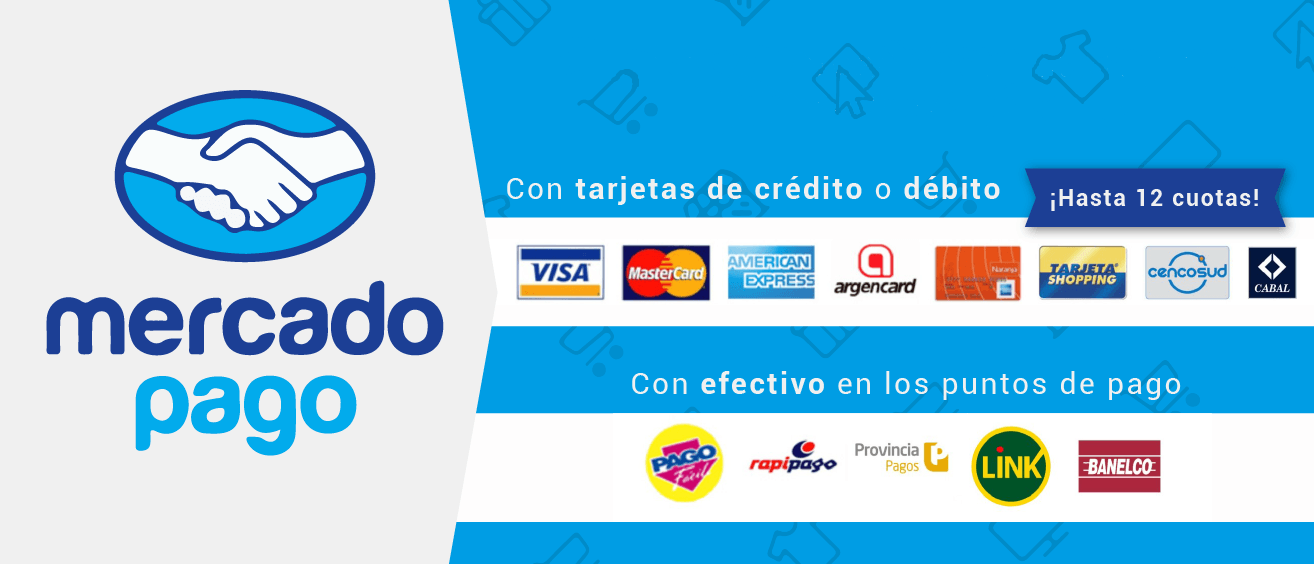 mercado
pago
Con tarjetas de crédito o débito
¡Hasta 12 cuotas!
VISA
MasterCard
AMERICAN
EXPRESS
argencard
Naranja
TARJETA
SHOPPING
cencosud
CABAL
Con efectivo en los puntos de pago
PAGO
Fácil
rapipago
Provincia
Pagos
LINK
BANELCO